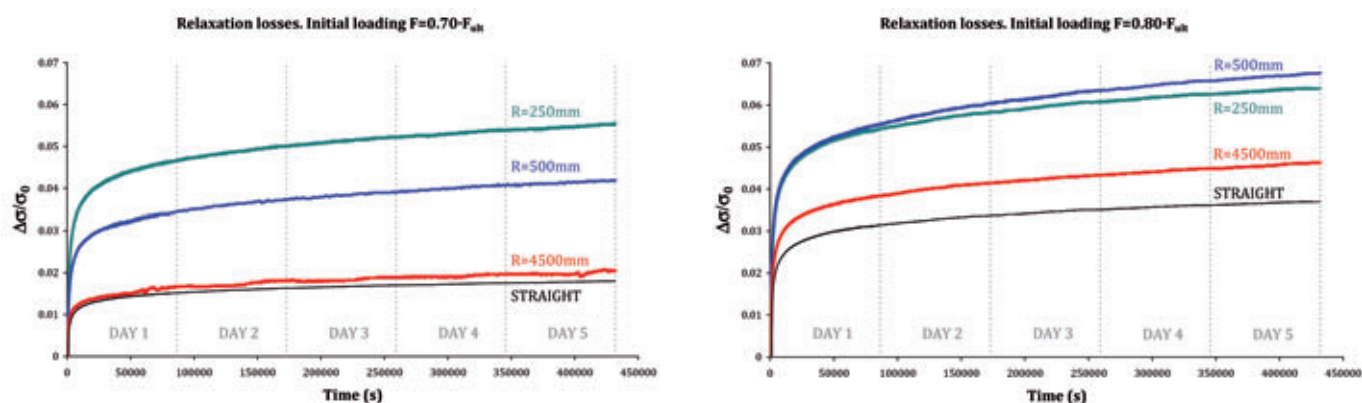 Relaxation losses. Initial loading F=0.70·Fult
0.07
0.06
0.05
0.04
0.03
0.02
0.01
0
Δσ/σ0
R=250mm
R=500mm
R=4500mm
STRAIGHT
DAY 1 DAY 2 DAY 3 DAY 4 DAY 5
0 50000 100000 150000 200000 250000 300000 350000 400000 450000
Time (s)
Relaxation losses. Initial loading F=0.80·Fult
0.07
0.06
0.05
0.04
0.03
0.02
0.01
0
Δσ/σ0
R=500mm
R=250mm
R=4500mm
STRAIGHT
DAY 1 DAY 2 DAY 3 DAY 4 DAY 5
0 50000 100000 150000 200000 250000 300000 350000 400000 450000
Time (s)